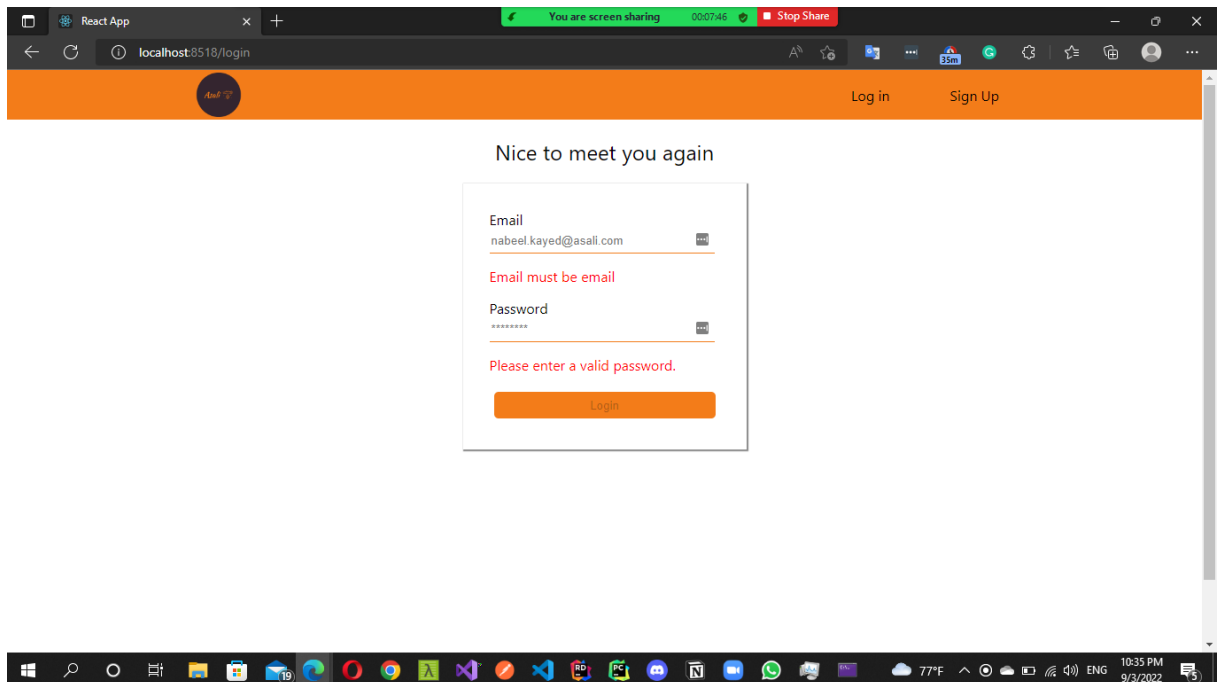 React App
You are screen sharing 00:07:46 Stop Share
localhost:8518/login
35m
Asali
Log in Sign Up
Nice to meet you again
Email
nabeel.kayed@asali.com
Email must be email
Password
********
Please enter a valid password.
Login
19 77°F ENG 10:35 PM
9/3/2022 5